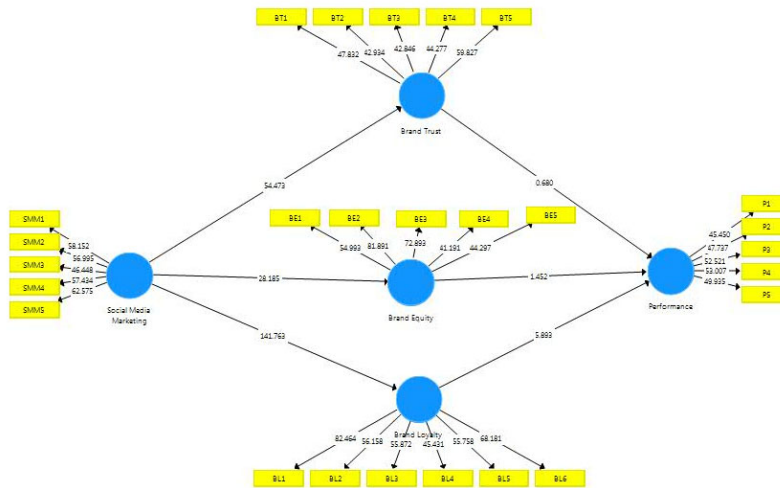 BT1 BT2 BT3 BT4 BT5
47.832 42.934 42.846 44.277 59.827
Brand Trust
54.473
0.680
SMM1
SMM2
SMM3
SMM4
SMM5
58.152
56.995
46.448
57.434
62.575
Social Media
Marketing
BE1 BE2 BE3 BE4 BE5
54.993 81.891 72.893 41.191 44.297
28.185
Brand Equity
1.452
P1
P2
P3
P4
P5
45.450
47.737
52.521
53.007
49.935
Performance
141.763
5.893
Brand Loyalty
82.464 56.158 55.872 45.431 55.758 68.181
BL1 BL2 BL3 BL4 BL5 BL6